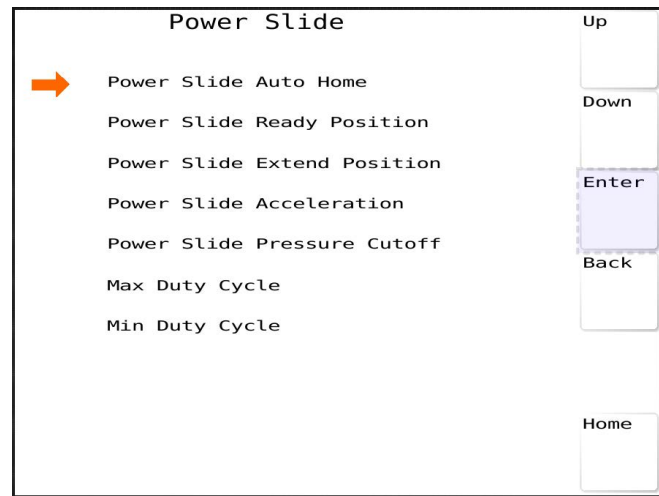 Power Slide
Power Slide Auto Home
Power Slide Ready Position
Power Slide Extend Position
Power Slide Acceleration
Power Slide Pressure Cutoff
Max Duty Cycle
Min Duty Cycle
Up
Down
Enter
Back
Home